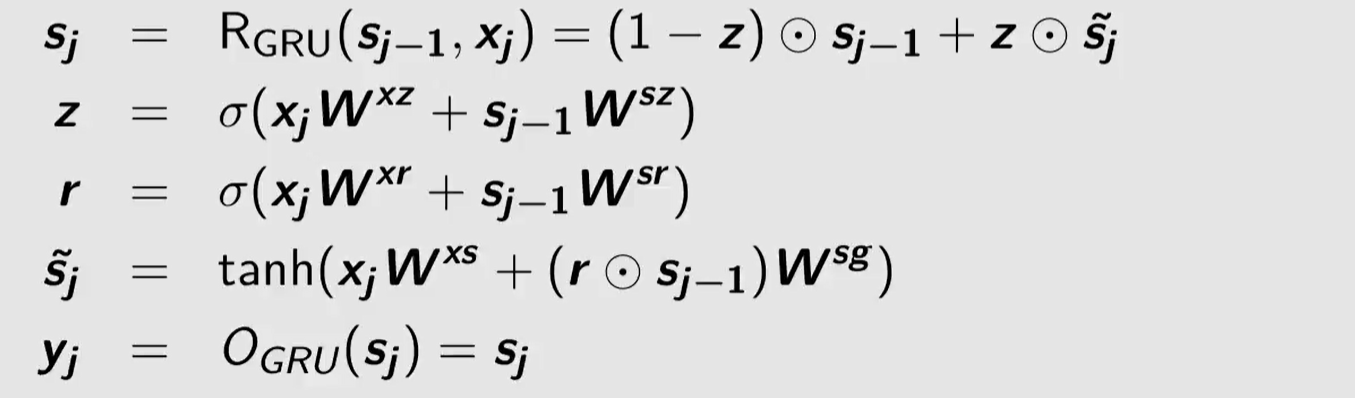 s_j = R_GRU(s_{j−1}, x_j) = (1 − z) ⊙ s_{j−1} + z ⊙ s̃_j
z = σ(x_j W^{xz} + s_{j−1} W^{sz})
r = σ(x_j W^{xr} + s_{j−1} W^{sr})
s̃_j = tanh(x_j W^{xs} + (r ⊙ s_{j−1}) W^{sg})
y_j = O_GRU(s_j) = s_j